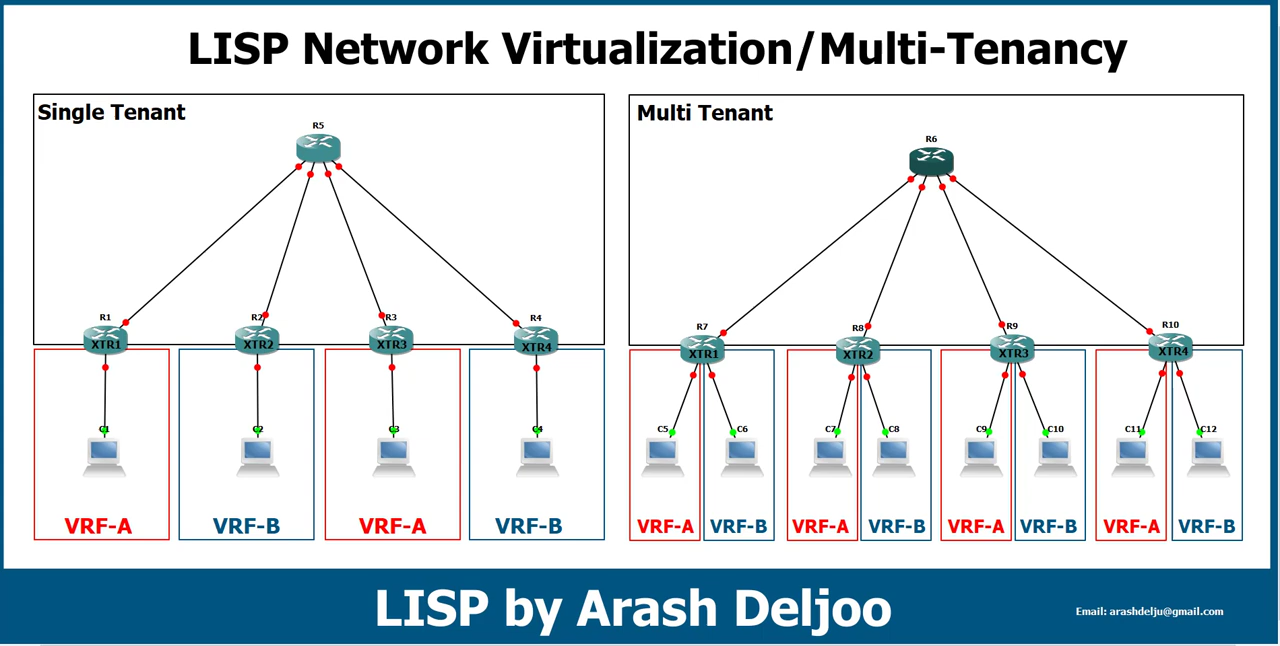 LISP Network Virtualization/Multi-Tenancy
Single Tenant
R5
R1
R2
R3
R4
XTR1
XTR2
XTR3
XTR4
C1
C2
C3
C4
VRF-A
VRF-B
VRF-A
VRF-B
Multi Tenant
R6
R7
R8
R9
R10
XTR1
XTR2
XTR3
XTR4
C5
C6
C7
C8
C9
C10
C11
C12
VRF-A
VRF-B
VRF-A
VRF-B
VRF-A
VRF-B
VRF-A
VRF-B
LISP by Arash Deljoo
Email: arashdelju@gmail.com